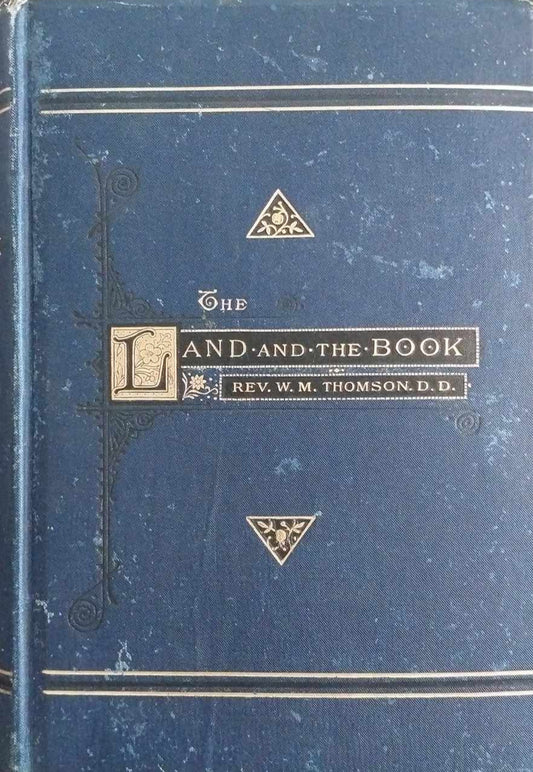 THE
LAND·AND·THE·BOOK
REV. W. M. THOMSON. D. D.